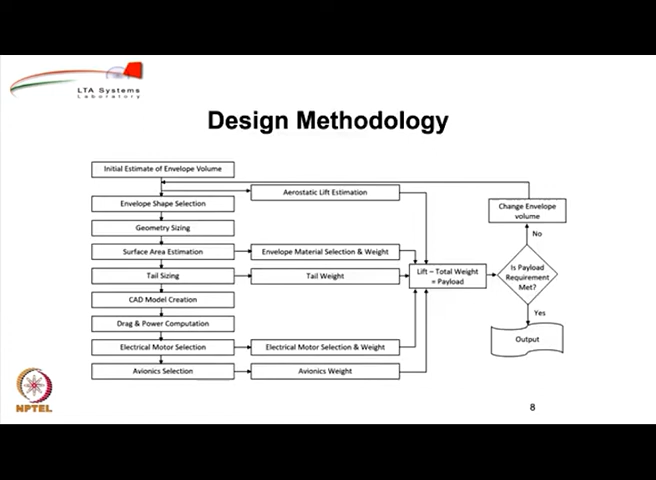 LTA Systems
Laboratory
Design Methodology
Initial Estimate of Envelope Volume
Aerostatic Lift Estimation
Envelope Shape Selection
Change Envelope
volume
Geometry Sizing
No
Surface Area Estimation
Envelope Material Selection & Weight
Tail Sizing
Tail Weight
Lift – Total Weight
= Payload
Is Payload
Requirement
Met?
CAD Model Creation
Yes
Drag & Power Computation
Output
Electrical Motor Selection
Electrical Motor Selection & Weight
Avionics Selection
Avionics Weight
NPTEL
8